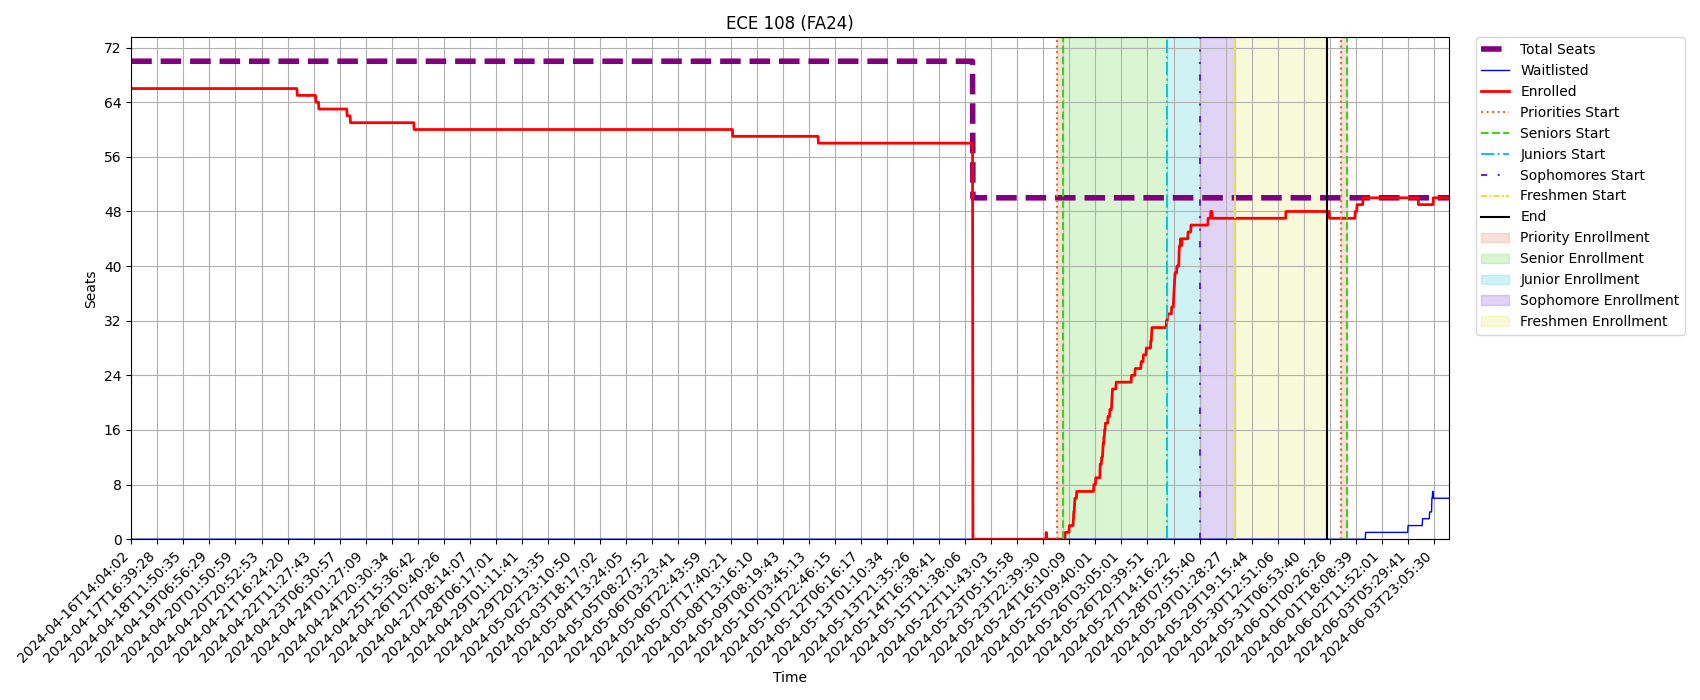 ECE 108 (FA24)
Seats
72
64
56
48
40
32
24
16
8
0
2024-04-16T14:04:02
2024-04-17T16:39:28
2024-04-18T11:50:35
2024-04-19T06:56:29
2024-04-20T01:50:59
2024-04-20T20:52:53
2024-04-21T16:24:20
2024-04-22T11:27:43
2024-04-23T06:30:57
2024-04-24T01:27:09
2024-04-24T20:30:34
2024-04-25T15:36:42
2024-04-26T10:40:26
2024-04-27T08:14:07
2024-04-28T06:17:01
2024-04-29T01:11:41
2024-04-29T20:13:35
2024-05-02T23:10:50
2024-05-03T18:17:02
2024-05-04T13:24:05
2024-05-05T08:27:52
2024-05-06T03:23:41
2024-05-06T22:43:59
2024-05-07T17:40:21
2024-05-08T13:16:10
2024-05-09T08:19:43
2024-05-10T03:45:13
2024-05-10T22:46:15
2024-05-12T06:16:17
2024-05-13T01:10:34
2024-05-13T21:35:26
2024-05-14T16:38:41
2024-05-15T11:38:06
2024-05-22T11:43:03
2024-05-23T05:15:58
2024-05-23T22:39:30
2024-05-24T16:10:09
2024-05-25T09:40:01
2024-05-26T03:05:01
2024-05-26T20:39:51
2024-05-27T14:16:22
2024-05-28T07:55:40
2024-05-29T01:28:27
2024-05-29T19:15:44
2024-05-30T12:51:06
2024-05-31T06:53:40
2024-06-01T00:26:26
2024-06-01T18:08:39
2024-06-02T11:52:01
2024-06-03T05:29:41
2024-06-03T23:05:30
Time
Total Seats
Waitlisted
Enrolled
Priorities Start
Seniors Start
Juniors Start
Sophomores Start
Freshmen Start
End
Priority Enrollment
Senior Enrollment
Junior Enrollment
Sophomore Enrollment
Freshmen Enrollment